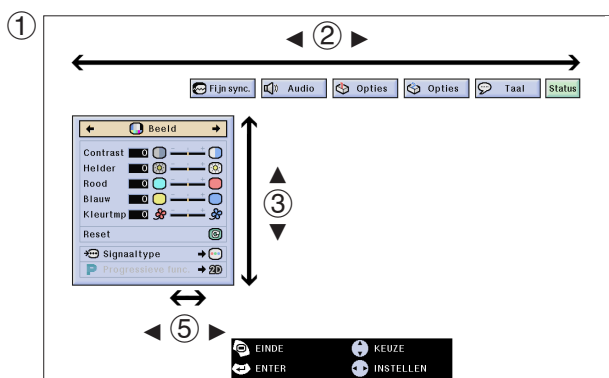 ①
◄ ② ►
Fijn sync. Audio Opties Opties Taal Status
Beeld
Contrast 0
Helder 0
Rood 0
Blauw 0
Kleurtmp 0
Reset
Signaaltype
P Progressieve func. 2D
▲
③
▼
◄ ⑤ ►
EINDE KEUZE
ENTER INSTELLEN